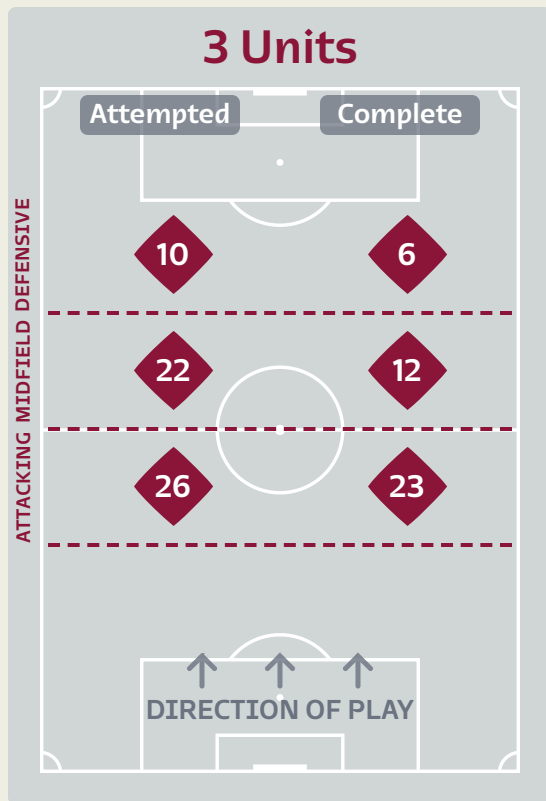 3 Units
Attempted
Complete
ATTACKING MIDFIELD DEFENSIVE
10
6
22
12
26
23
DIRECTION OF PLAY